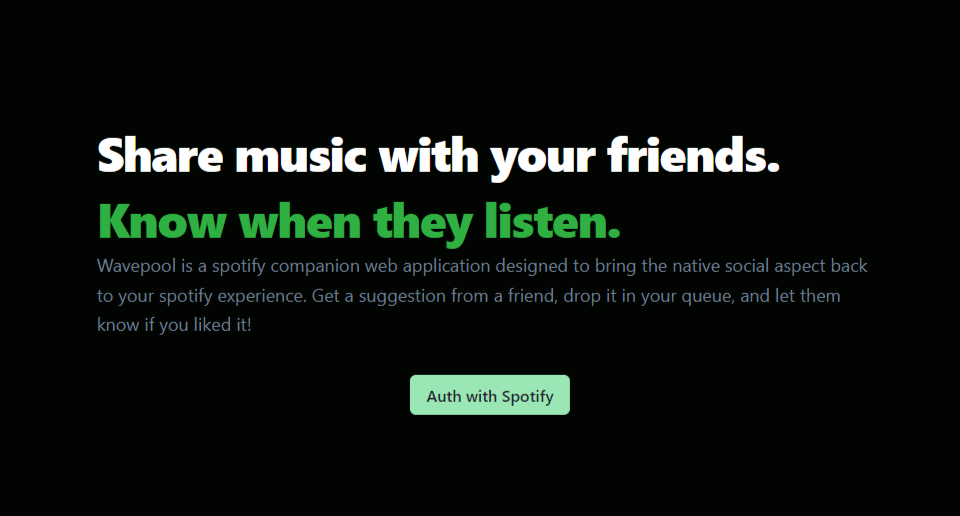 Share music with your friends.
Know when they listen.
Wavepool is a spotify companion web application designed to bring the native social aspect back
to your spotify experience. Get a suggestion from a friend, drop it in your queue, and let them
know if you liked it!
Auth with Spotify